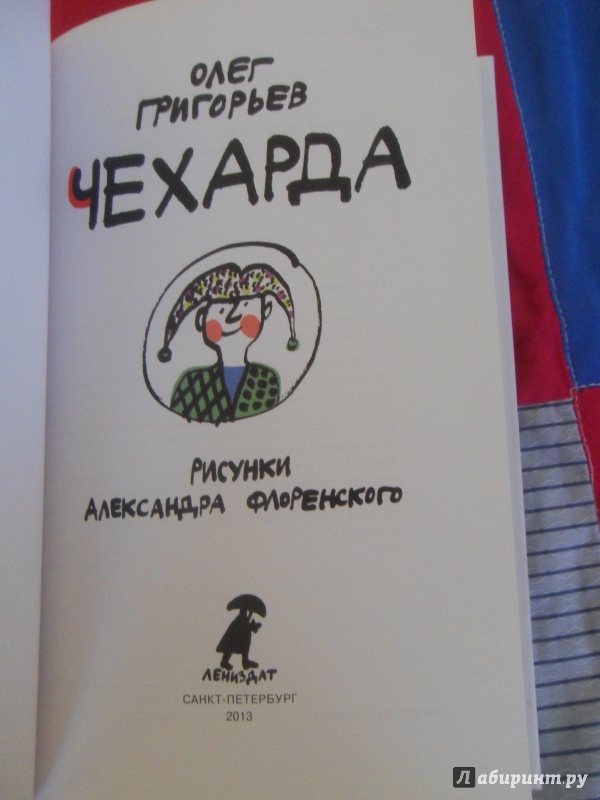 ОЛЕГ
ГРИГОРЬЕВ
ЧЕХАРДА
РИСУНКИ
АЛЕКСАНДРА ФЛОРЕНСКОГО
ЛЕНИЗДАТ
САНКТ-ПЕТЕРБУРГ
2013
Лабиринт.ру